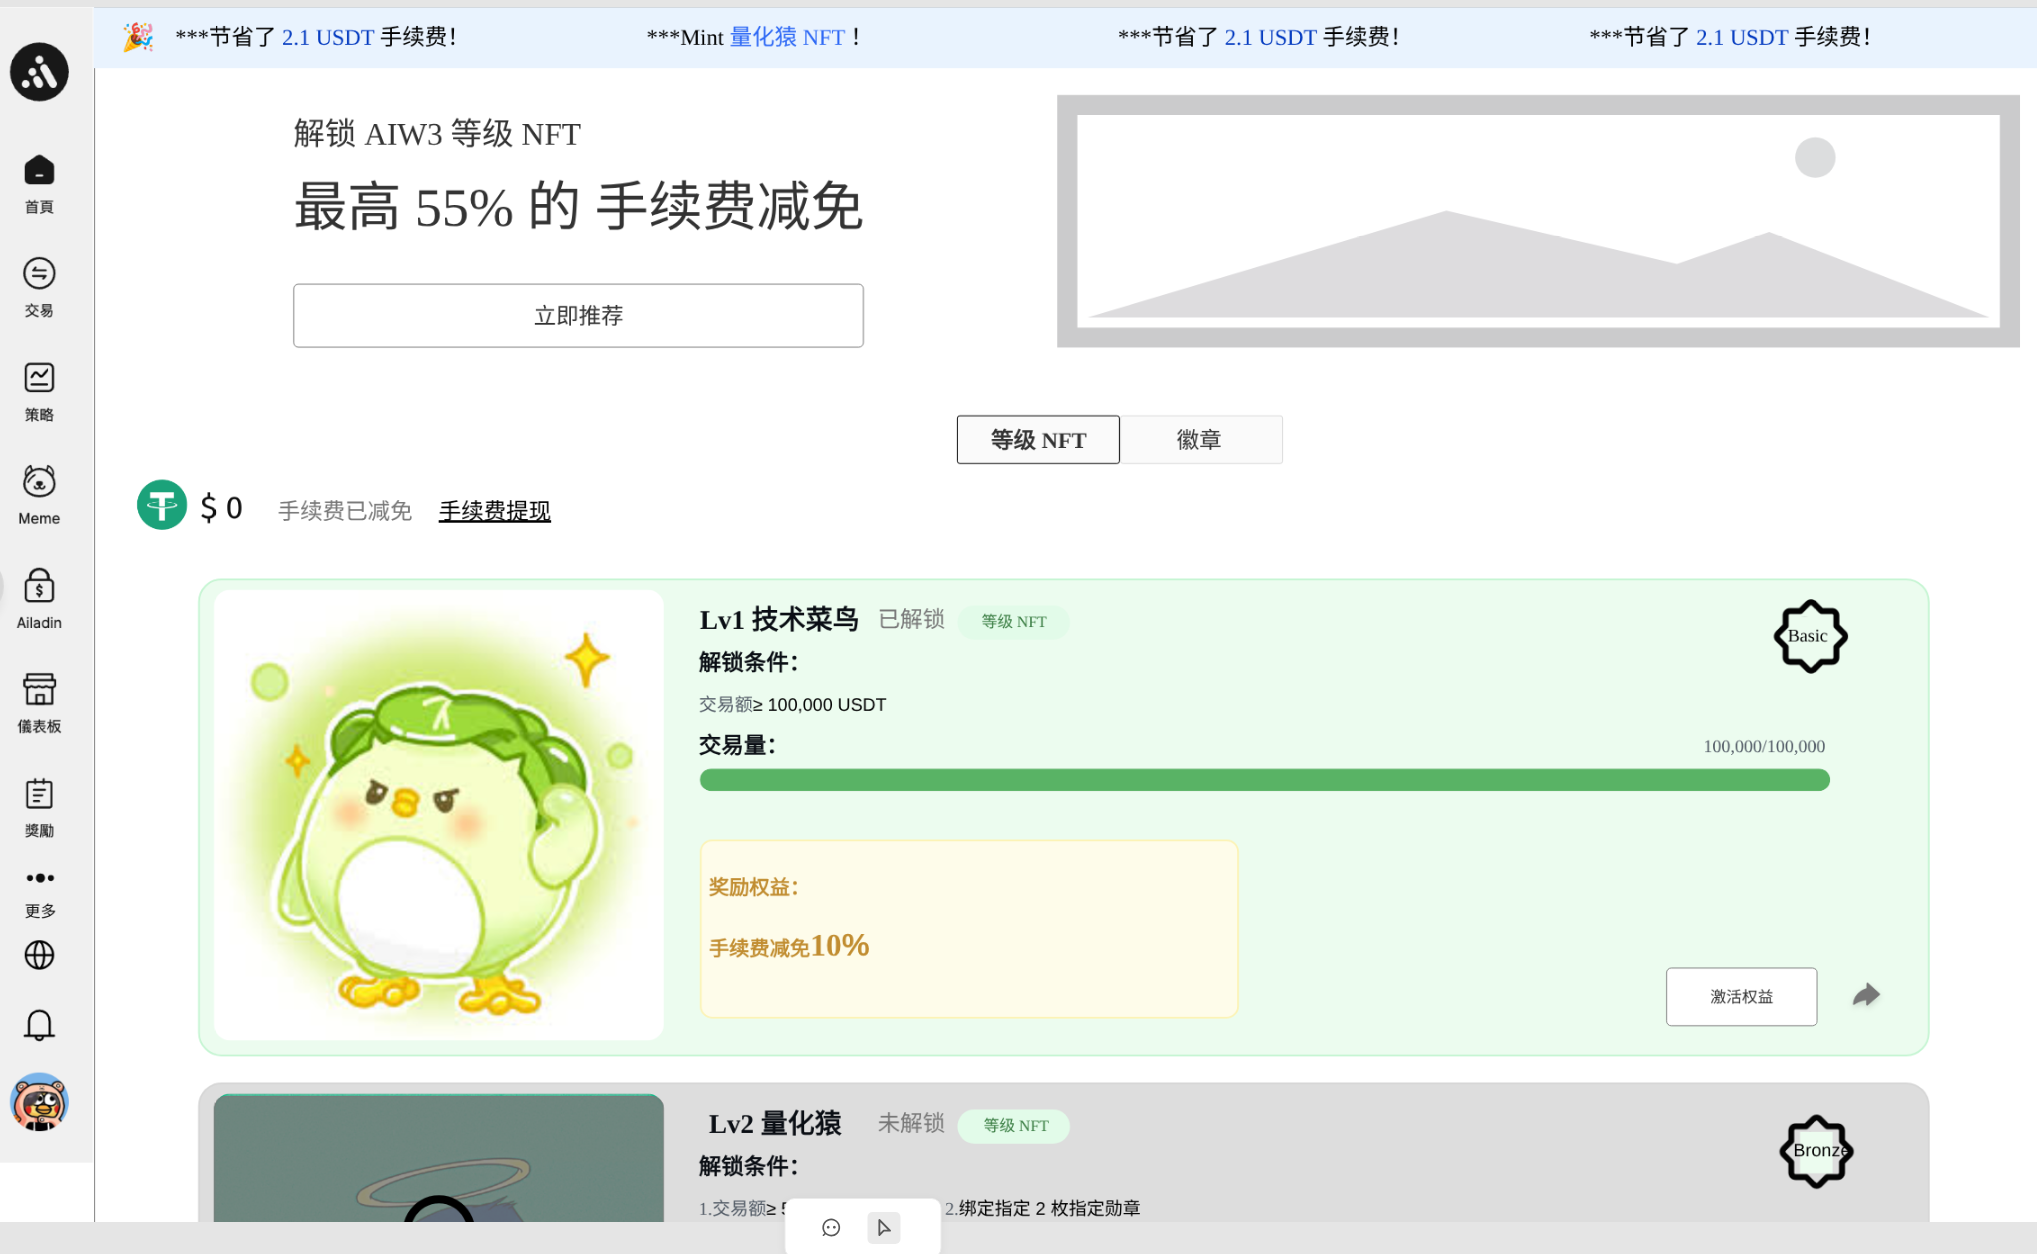 ***节省了 2.1 USDT 手续费！
***Mint 量化猿 NFT ！
***节省了 2.1 USDT 手续费！
***节省了 2.1 USDT 手续费！
首頁
交易
策略
Meme
Ailadin
儀表板
獎勵
更多
解锁 AIW3 等级 NFT
最高 55% 的 手续费减免
立即推荐
等级 NFT
徽章
$ 0
手续费已减免
手续费提现
Lv1 技术菜鸟
已解锁
等级 NFT
Basic
解锁条件：
交易额≥ 100,000 USDT
交易量：
100,000/100,000
奖励权益：
手续费减免10%
激活权益
Lv2 量化猿
未解锁
等级 NFT
Bronze
解锁条件：
1.交易额≥
2.绑定指定 2 枚指定勋章